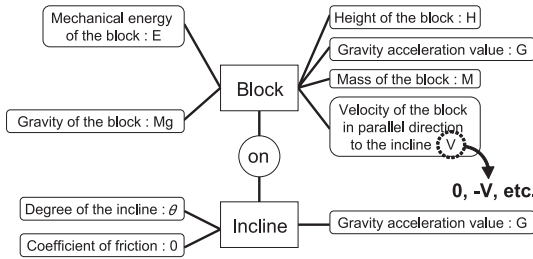 Mechanical energy
of the block : E
Gravity of the block : Mg
Block
Height of the block : H
Gravity acceleration value : G
Mass of the block : M
Velocity of the block
in parallel direction
to the incline V
0, -V, etc.
on
Degree of the incline : θ
Coefficient of friction : 0
Incline
Gravity acceleration value : G